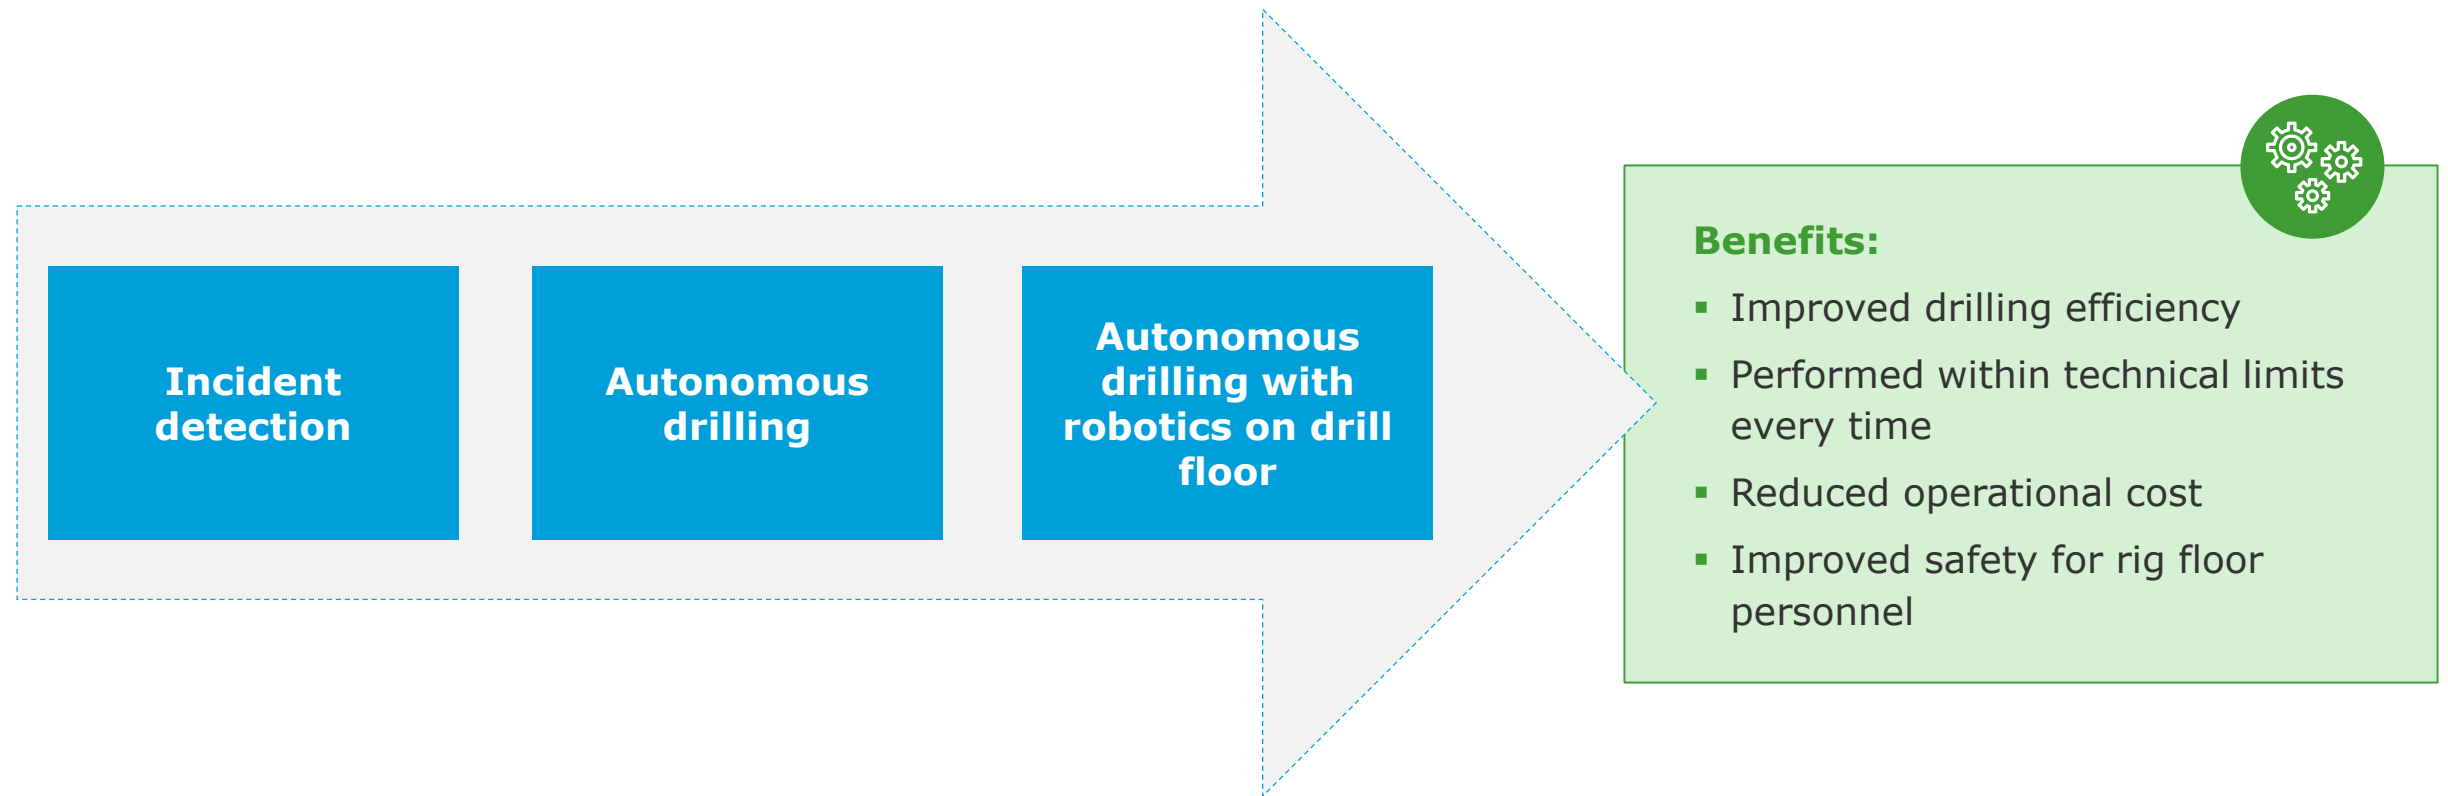 Incident
detection
Autonomous
drilling
Autonomous
drilling with
robotics on drill
floor
Benefits:
▪ Improved drilling efficiency
▪ Performed within technical limits
every time
▪ Reduced operational cost
▪ Improved safety for rig floor
personnel